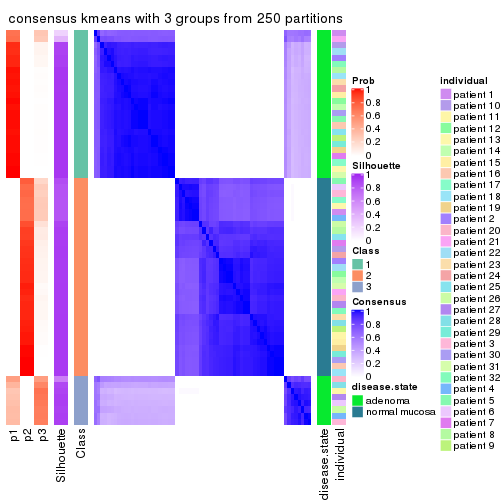 consensus kmeans with 3 groups from 250 partitions
Prob
1
0.8
0.6
0.4
0.2
0
Silhouette
1
0.8
0.6
0.4
0.2
0
Class
1
2
3
Consensus
1
0.8
0.6
0.4
0.2
0
disease.state
adenoma
normal mucosa
individual
patient 1
patient 10
patient 11
patient 12
patient 13
patient 14
patient 15
patient 16
patient 17
patient 18
patient 19
patient 2
patient 20
patient 21
patient 22
patient 23
patient 24
patient 25
patient 26
patient 27
patient 28
patient 29
patient 3
patient 30
patient 31
patient 32
patient 4
patient 5
patient 6
patient 7
patient 8
patient 9
p1
p2
p3
Silhouette
Class
disease.state
individual